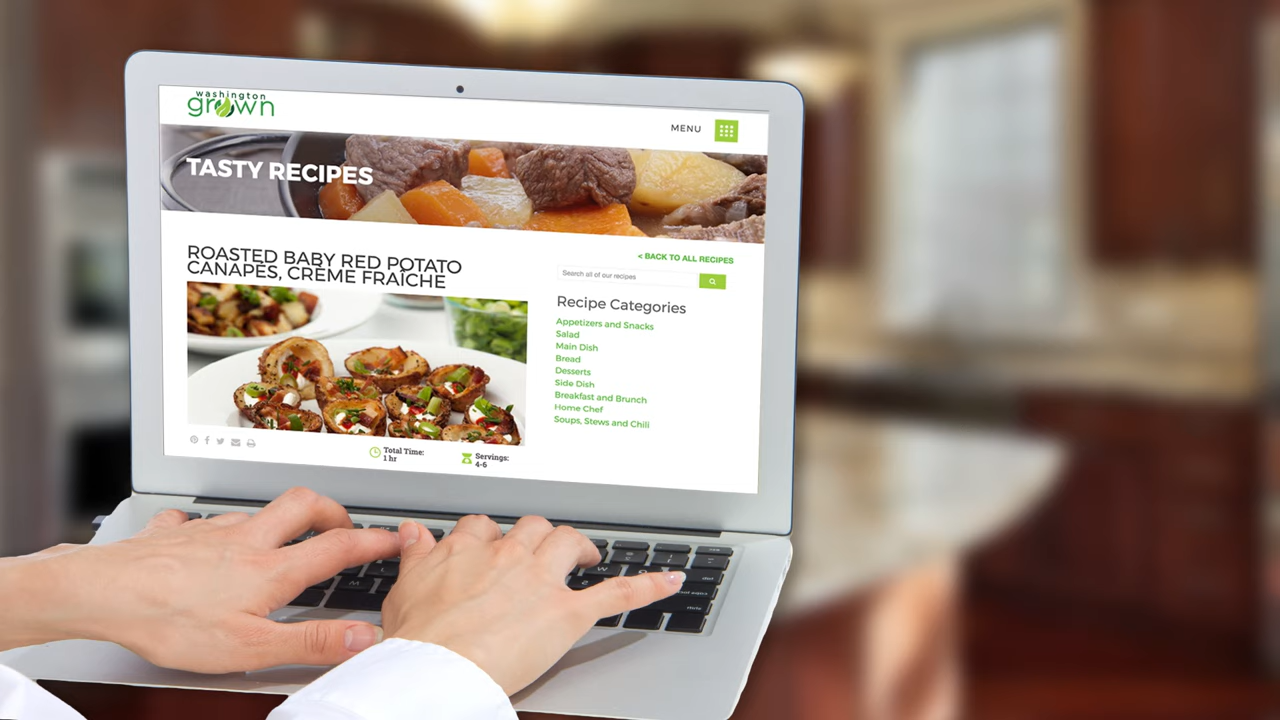 washington
grown
MENU
TASTY RECIPES
< BACK TO ALL RECIPES
ROASTED BABY RED POTATO
CANAPÉS, CRÈME FRAÎCHE
Search all of our recipes
Recipe Categories
Appetizers and Snacks
Salad
Main Dish
Bread
Desserts
Side Dish
Breakfast and Brunch
Home Chef
Soups, Stews and Chili
Total Time:
1 hr
Servings:
4-6